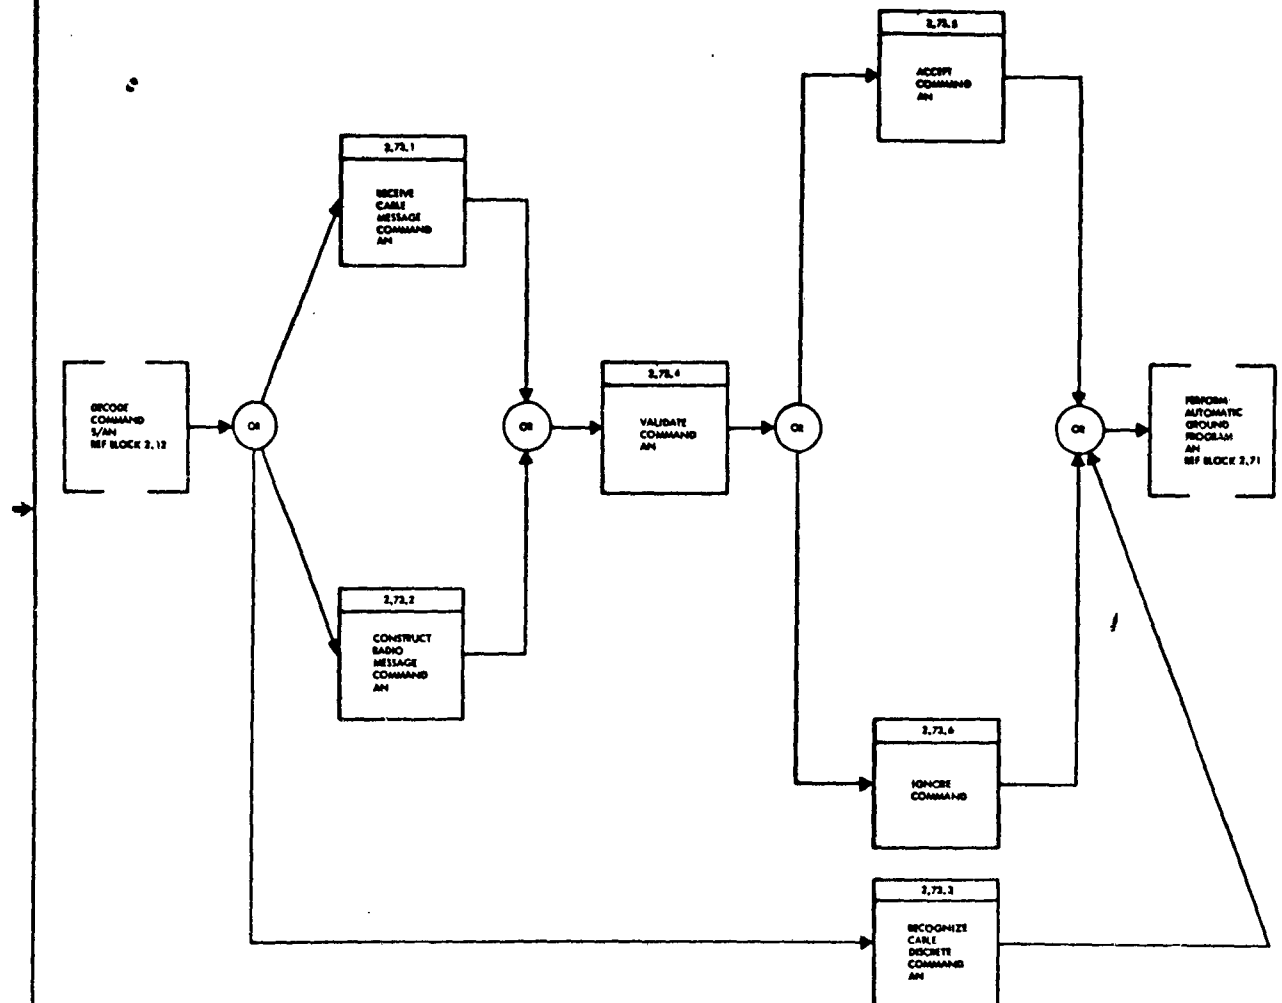 2.73.5
ACCEPT
COMMAND
AN
2.73.1
RECEIVE
CABLE
MESSAGE
COMMAND
AN
DECODE
COMMAND
S/AN
REF BLOCK 2.12
OR
OR
2.73.4
VALIDATE
COMMAND
AN
OR
OR
PERFORM
AUTOMATIC
GROUND
PROGRAM
AN
REF BLOCK 2.71
2.73.2
CONSTRUCT
RADIO
MESSAGE
COMMAND
AN
2.73.6
IGNORE
COMMAND
2.73.3
RECOGNIZE
CABLE
DISCRETE
COMMAND
AN